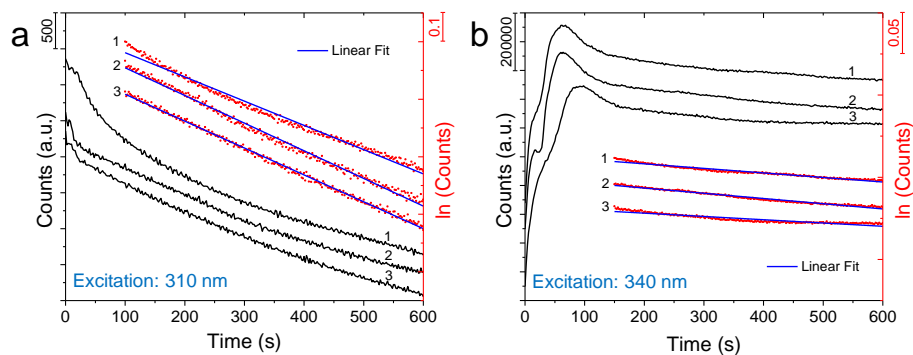 a
500
Counts (a.u.)
1
2
3
1
2
3
Linear Fit
Excitation: 310 nm
0 100 200 300 400 500 600
Time (s)
0.1
ln (Counts)
b
200000
Counts (a.u.)
1
2
3
1
2
3
Linear Fit
Excitation: 340 nm
0 100 200 300 400 500 600
Time (s)
0.05
ln (Counts)